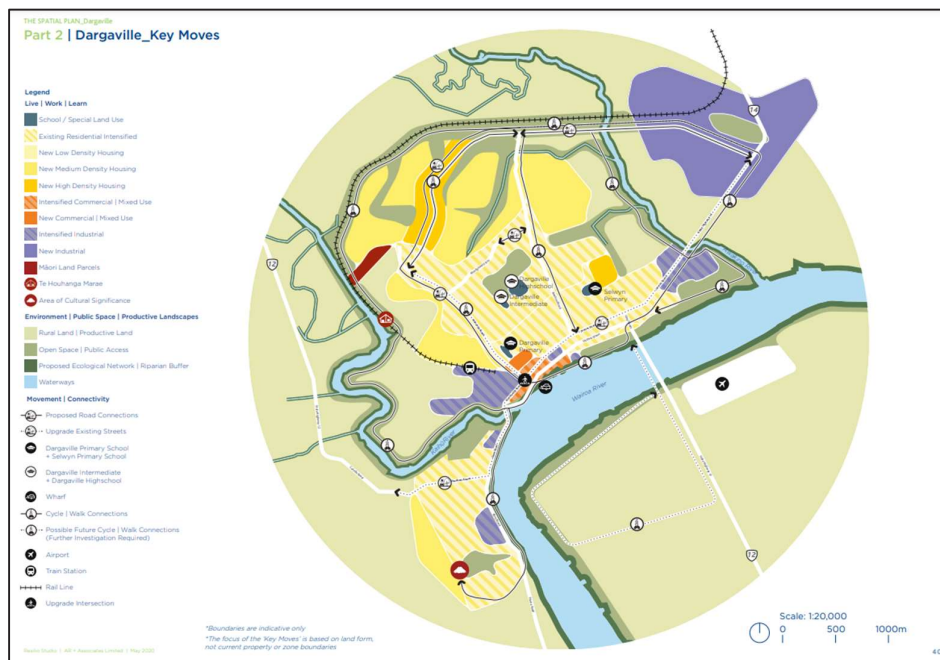 THE SPATIAL PLAN_Dargaville
Part 2 | Dargaville_Key Moves
Legend
Live | Work | Learn
School / Special Land Use
Existing Residential Intensified
New Low Density Housing
New Medium Density Housing
New High Density Housing
Intensified Commercial | Mixed Use
New Commercial | Mixed Use
Intensified Industrial
New Industrial
Māori Land Parcels
Te Houhanga Marae
Area of Cultural Significance
Environment | Public Space | Productive Landscapes
Rural Land | Productive Land
Open Space | Public Access
Proposed Ecological Network | Riparian Buffer
Waterways
Movement | Connectivity
Proposed Road Connections
Upgrade Existing Streets
Dargaville Primary School
+ Selwyn Primary School
Dargaville Intermediate
+ Dargaville Highschool
Wharf
Cycle | Walk Connections
Possible Future Cycle | Walk Connections
(Further Investigation Required)
Airport
Train Station
Rail Line
Upgrade Intersection
14
12
Dargaville
Highschool
Dargaville
Intermediate
Selwyn
Primary
Dargaville
Primary
Wairoa River
12
*Boundaries are indicative only
*The focus of the 'Key Moves' is based on land form,
not current property or zone boundaries
Scale: 1:20,000
0 500 1000m